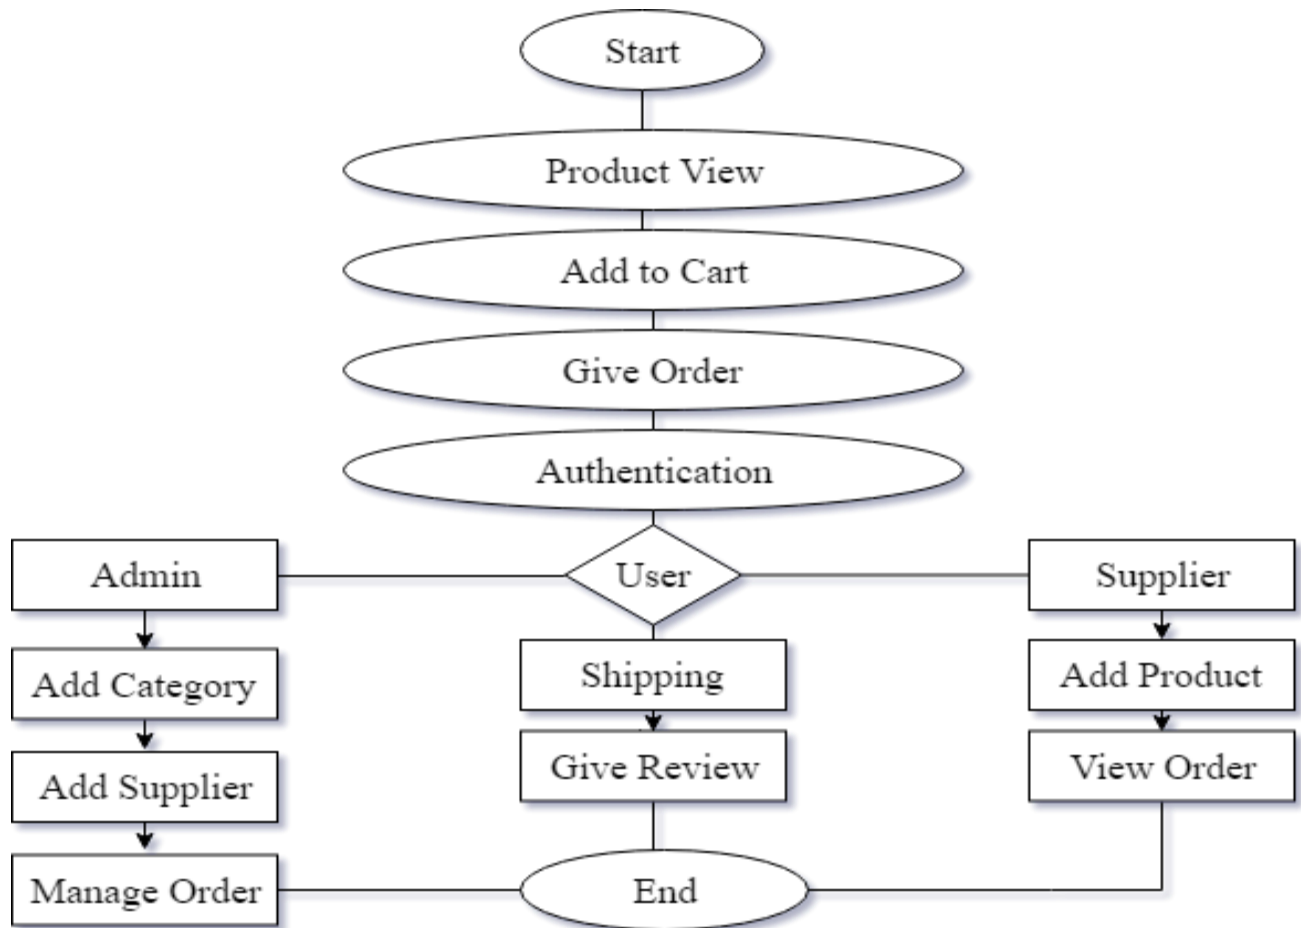 Start
Product View
Add to Cart
Give Order
Authentication
Admin
User
Supplier
Add Category
Shipping
Add Product
Add Supplier
Give Review
View Order
Manage Order
End